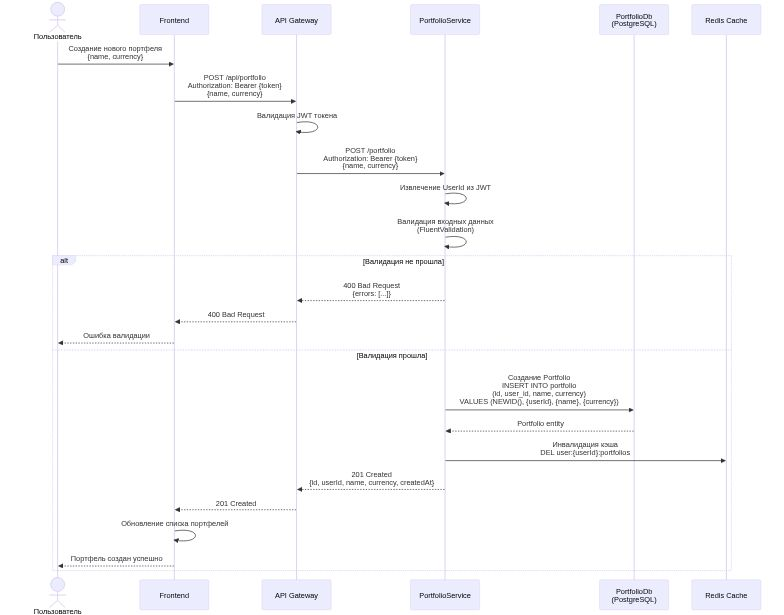 Пользователь
Frontend
API Gateway
PortfolioService
PortfolioDb
(PostgreSQL)
Redis Cache
Создание нового портфеля
{name, currency}
POST /api/portfolio
Authorization: Bearer {token}
{name, currency}
Валидация JWT токена
POST /portfolio
Authorization: Bearer {token}
{name, currency}
Извлечение UserId из JWT
Валидация входных данных
(FluentValidation)
alt
[Валидация не прошла]
400 Bad Request
{errors: [...]}
400 Bad Request
Ошибка валидации
[Валидация прошла]
Создание Portfolio
INSERT INTO portfolio
(id, user_id, name, currency)
VALUES (NEWID(), {userId}, {name}, {currency})
Portfolio entity
Инвалидация кэша
DEL user:{userId}:portfolios
201 Created
{id, userId, name, currency, createdAt}
201 Created
Обновление списка портфелей
Портфель создан успешно
Пользователь
Frontend
API Gateway
PortfolioService
PortfolioDb
(PostgreSQL)
Redis Cache